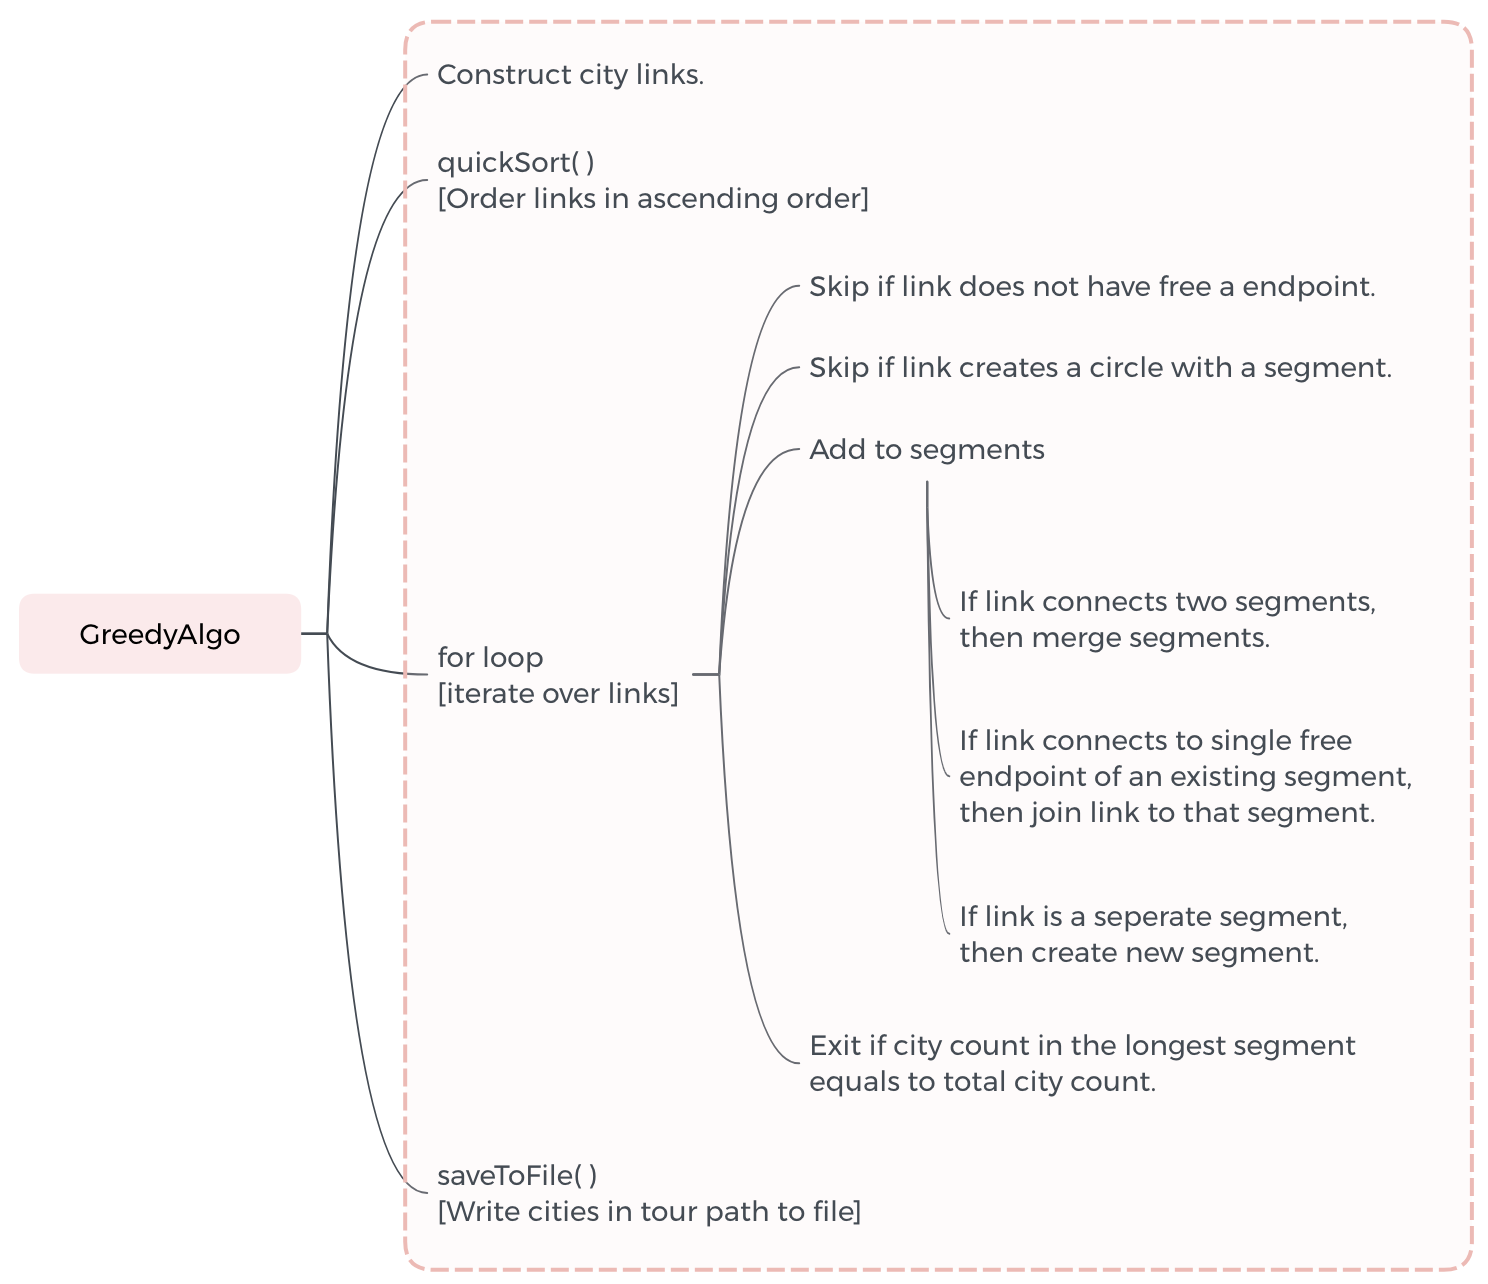 Construct city links.
quickSort( )
[Order links in ascending order]
Skip if link does not have free a endpoint.
Skip if link creates a circle with a segment.
Add to segments
If link connects two segments,
then merge segments.
GreedyAlgo
for loop
[iterate over links]
If link connects to single free
endpoint of an existing segment,
then join link to that segment.
If link is a seperate segment,
then create new segment.
Exit if city count in the longest segment
equals to total city count.
saveToFile( )
[Write cities in tour path to file]